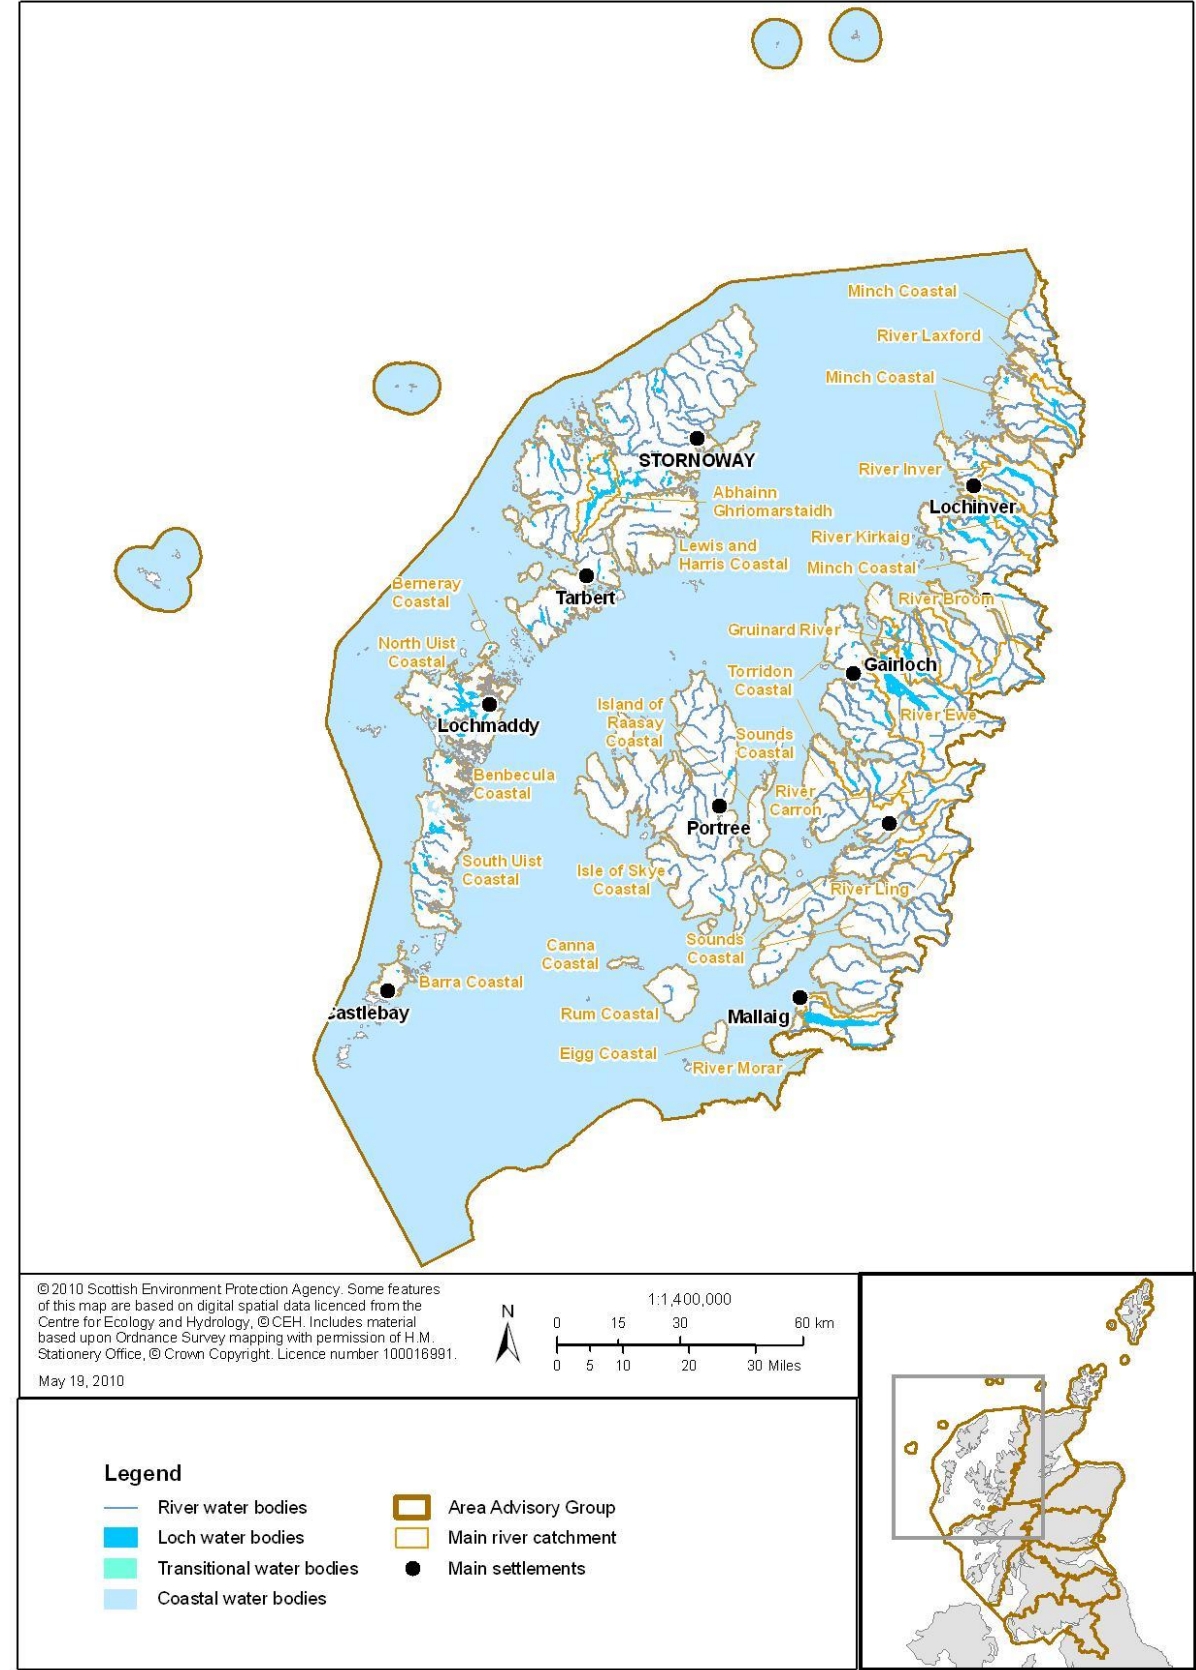 Minch Coastal
River Laxford
Minch Coastal
STORNOWAY
River Inver
Lochinver
Abhainn
Ghriomarstaidh
River Kirkaig
Lewis and
Harris Coastal
Minch Coastal
Tarbert
Berneray
Coastal
River Broom
Gruinard River
North Uist
Coastal
Gairloch
Torridon
Coastal
Island of
Raasay
Coastal
River Ewe
Lochmaddy
Sounds
Coastal
Benbecula
Coastal
River
Carron
Portree
South Uist
Coastal
Isle of Skye
Coastal
River Ling
Sounds
Coastal
Canna
Coastal
Barra Coastal
Castlebay
Rum Coastal
Mallaig
Eigg Coastal
River Morar
© 2010 Scottish Environment Protection Agency. Some features
of this map are based on digital spatial data licenced from the
Centre for Ecology and Hydrology, © CEH. Includes material
based upon Ordnance Survey mapping with permission of H.M.
Stationery Office, © Crown Copyright. Licence number 100016991.
May 19, 2010
N
1:1,400,000
0 15 30 60 km
0 5 10 20 30 Miles
Legend
River water bodies
Loch water bodies
Transitional water bodies
Coastal water bodies
Area Advisory Group
Main river catchment
Main settlements